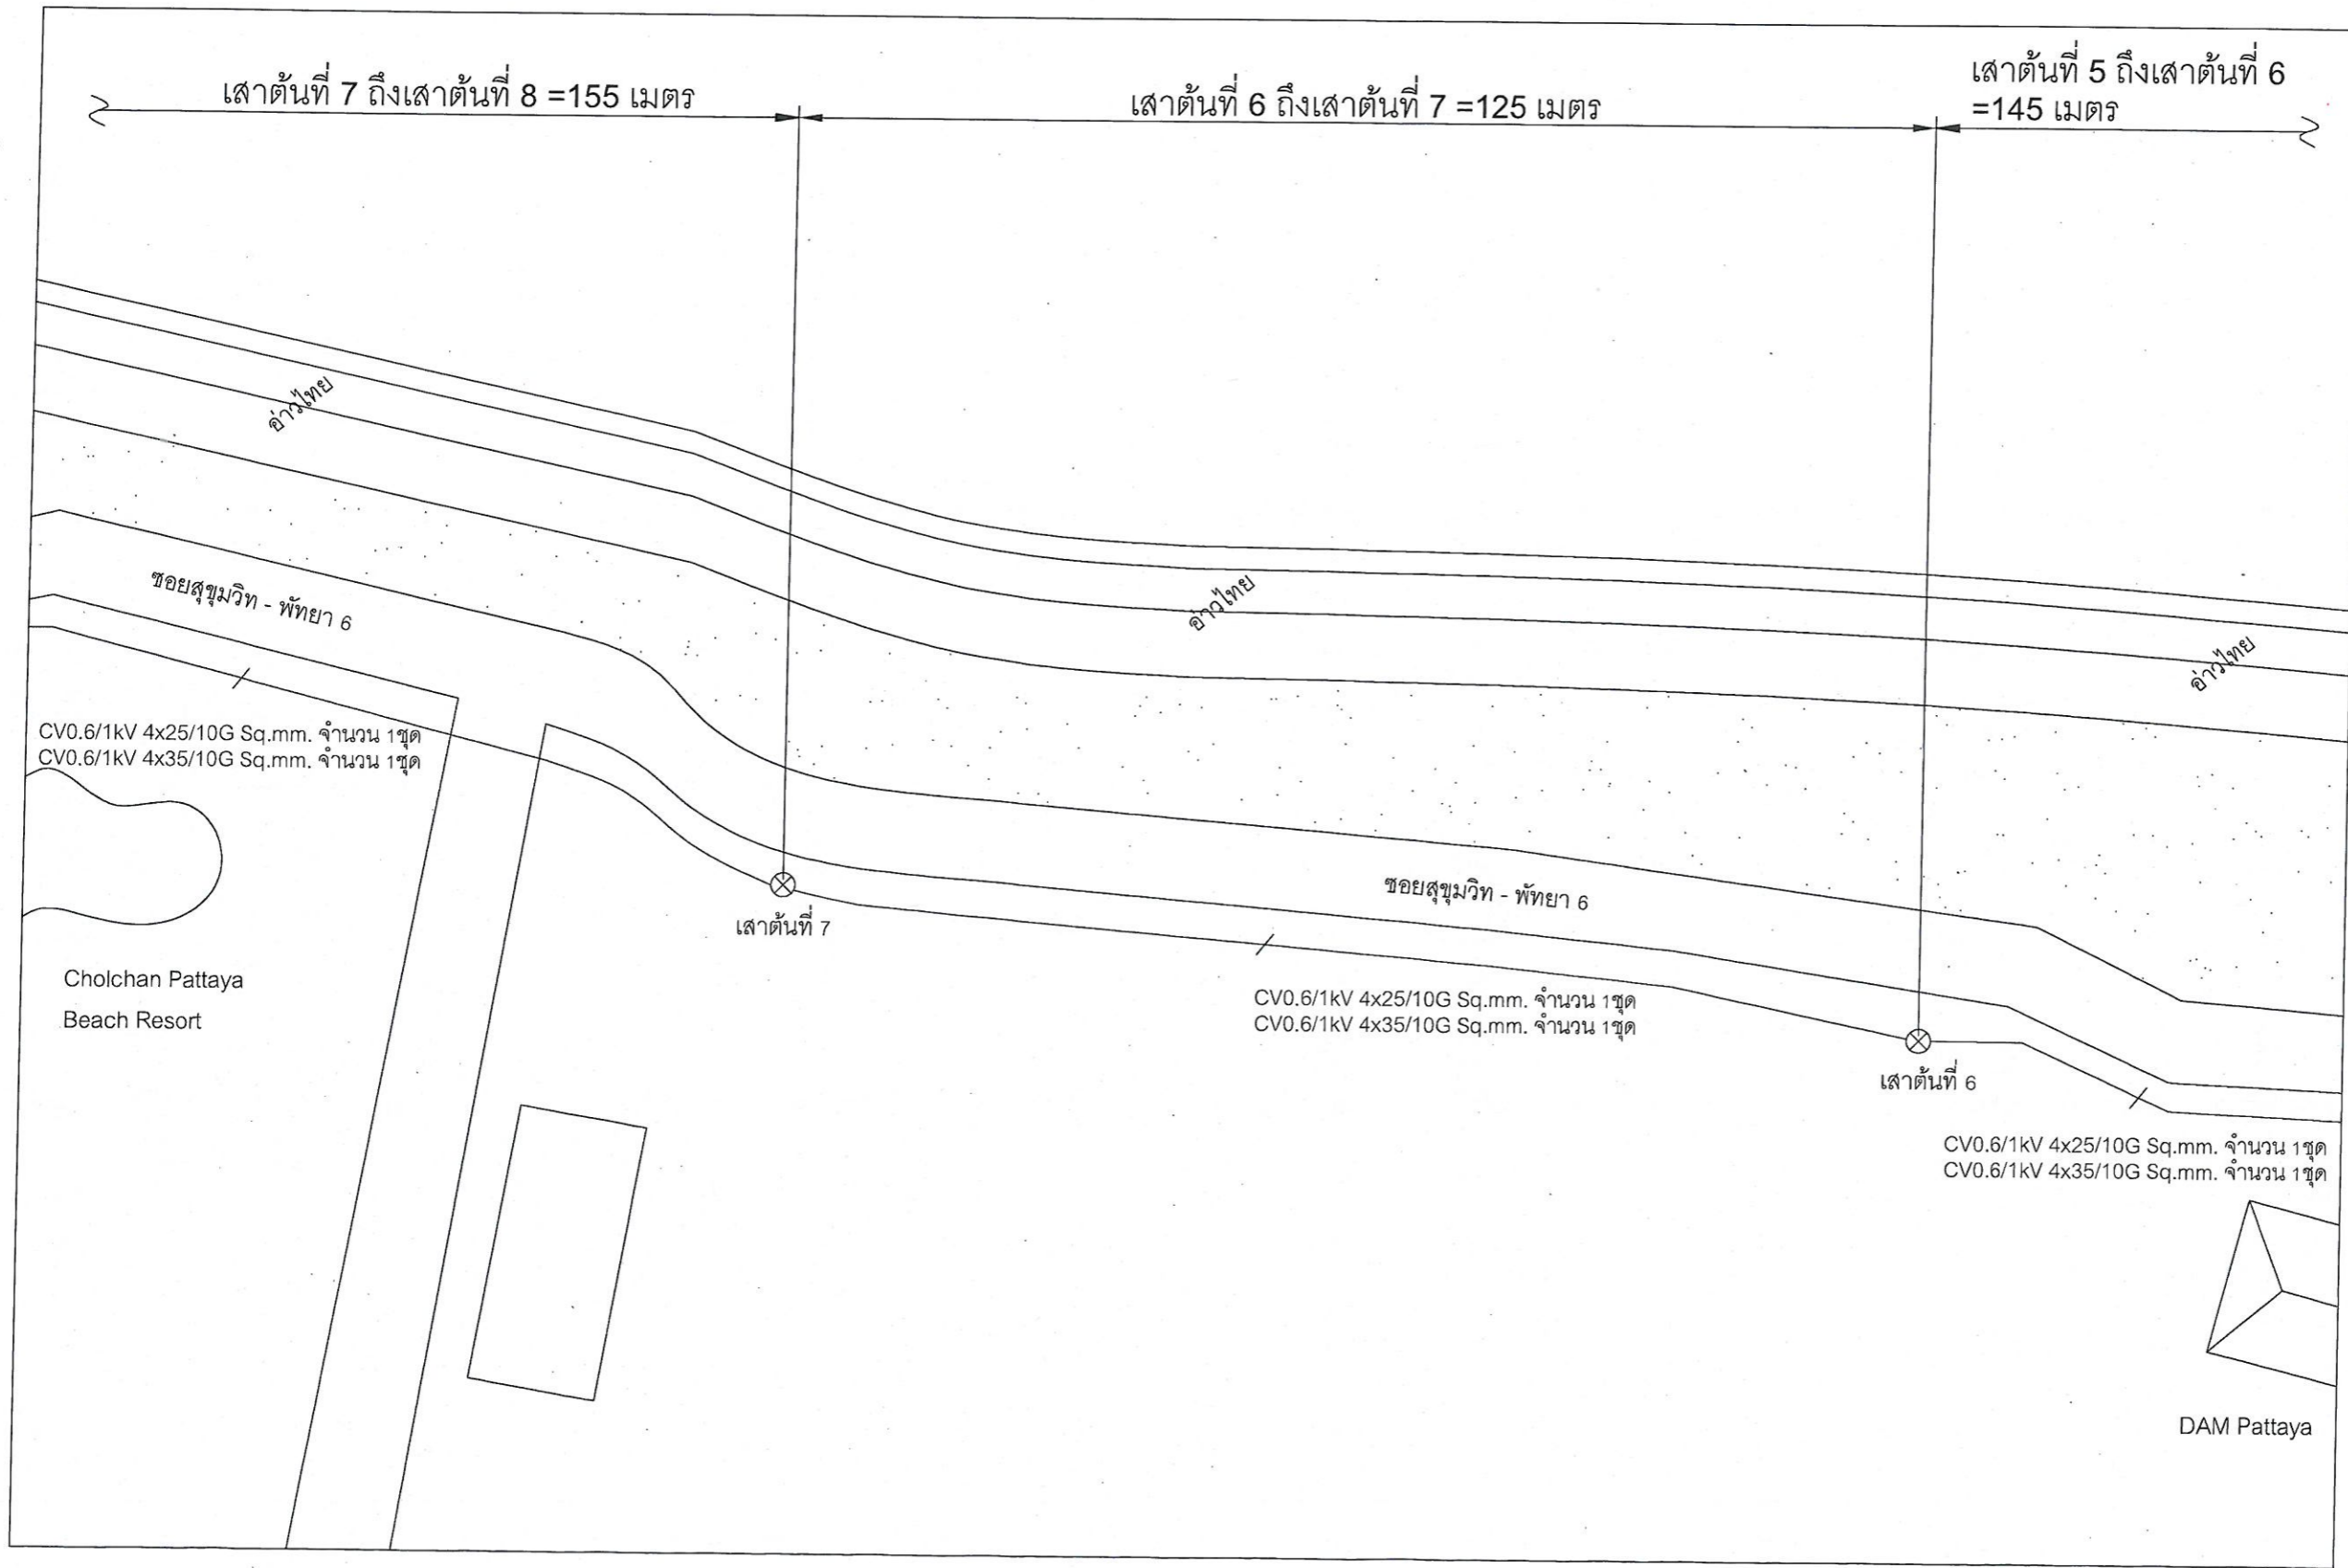 เสาต้นที่ 7 ถึงเสาต้นที่ 8 =155 เมตร
เสาต้นที่ 6 ถึงเสาต้นที่ 7 =125 เมตร
เสาต้นที่ 5 ถึงเสาต้นที่ 6
=145 เมตร
อ่าวไทย
อ่าวไทย
อ่าวไทย
ซอยสุขุมวิท - พัทยา 6
CV0.6/1kV 4x25/10G Sq.mm. จำนวน 1ชุด
CV0.6/1kV 4x35/10G Sq.mm. จำนวน 1ชุด
ซอยสุขุมวิท - พัทยา 6
เสาต้นที่ 7
Cholchan Pattaya
Beach Resort
CV0.6/1kV 4x25/10G Sq.mm. จำนวน 1ชุด
CV0.6/1kV 4x35/10G Sq.mm. จำนวน 1ชุด
เสาต้นที่ 6
CV0.6/1kV 4x25/10G Sq.mm. จำนวน 1ชุด
CV0.6/1kV 4x35/10G Sq.mm. จำนวน 1ชุด
DAM Pattaya